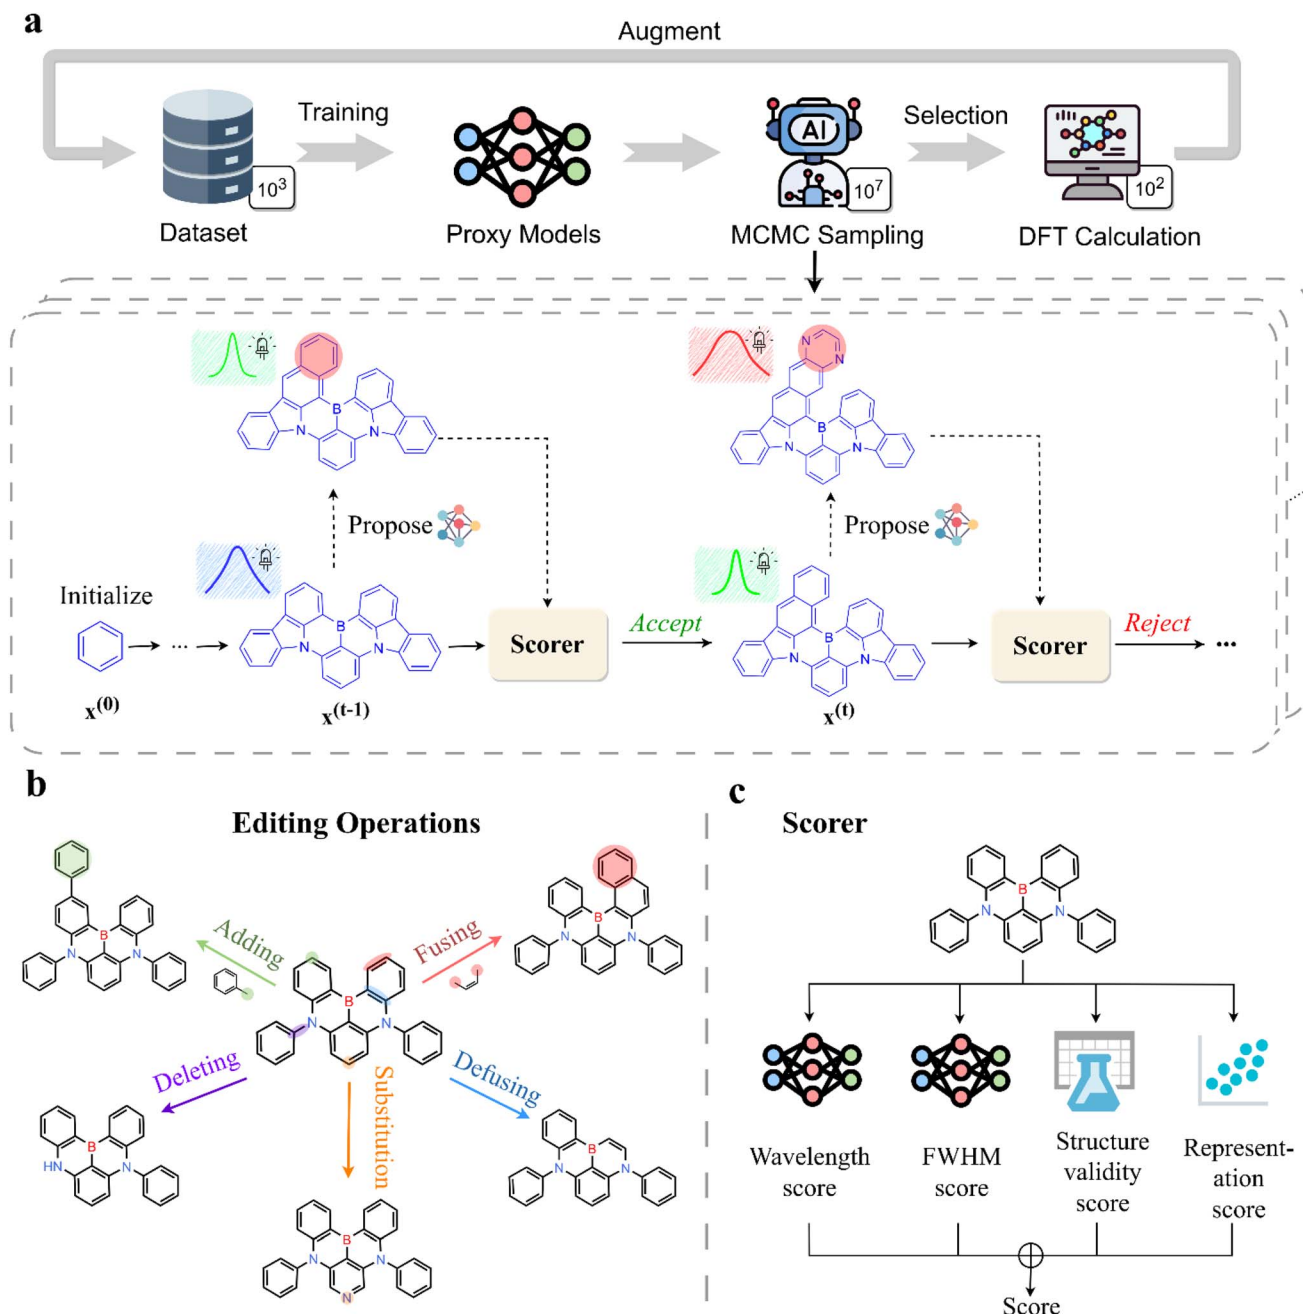 a
Augment
Training
Selection
AI
10³
10⁷
10²
Dataset
Proxy Models
MCMC Sampling
DFT Calculation
B
N
N
N
N
B
N
N
Propose
Propose
Initialize
B
N
N
Scorer
Accept
B
N
N
Scorer
Reject
...
...
x⁽⁰⁾
x⁽ᵗ⁻¹⁾
x⁽ᵗ⁾
b
Editing Operations
B
N
N
Adding
Fusing
B
N
N
B
N
N
Deleting
Substitution
Defusing
B
HN
N
B
N
B
N
N
N
c
Scorer
B
N
N
Wavelength
score
FWHM
score
Structure
validity
score
Represent-
ation
score
Score